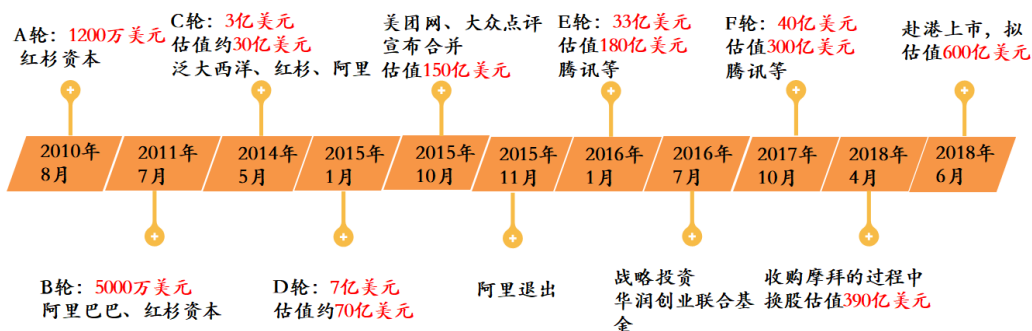 A轮：1200万美元
红杉资本
C轮：3亿美元
估值约30亿美元
泛大西洋、红杉、阿里
美团网、大众点评
宣布合并
估值150亿美元
E轮：33亿美元
估值180亿美元
腾讯等
F轮：40亿美元
估值300亿美元
腾讯等
赴港上市，拟
估值600亿美元
2010年
8月
2011年
7月
2014年
5月
2015年
1月
2015年
10月
2015年
11月
2016年
1月
2016年
7月
2017年
10月
2018年
4月
2018年
6月
B轮：5000万美元
阿里巴巴、红杉资本
D轮：7亿美元
估值约70亿美元
阿里退出
战略投资
华润创业联合基
金
收购摩拜的过程中
换股估值390亿美元